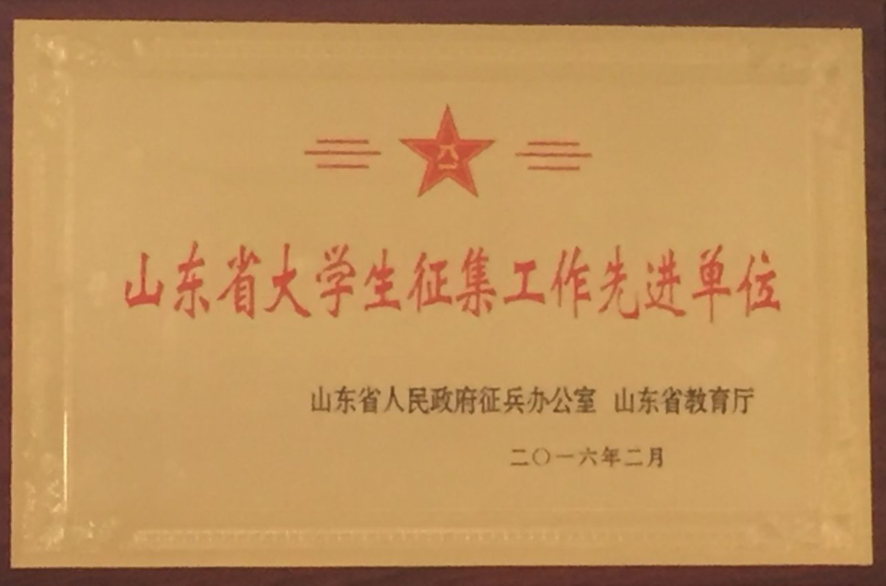 八一
山东省大学生征集工作先进单位
山东省人民政府征兵办公室 山东省教育厅
二〇一六年二月